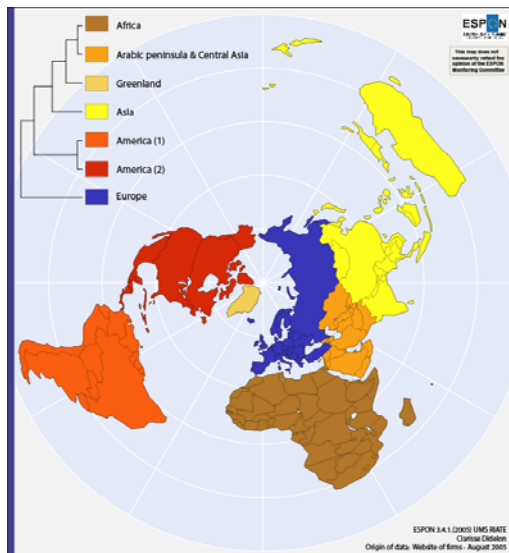 Africa
Arabic peninsula & Central Asia
Greenland
Asia
America (1)
America (2)
Europe
ESPON
This map does not
necessarily reflect the
opinion of the ESPON
Monitoring Committee
ESPON 3.4.1.(2005) UMS RIATE
Clarisse Didelon
Origin of data: Website of firms - August 2005